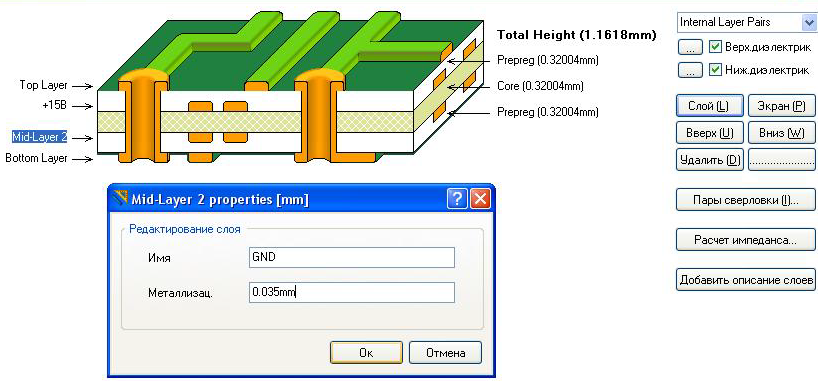 Internal Layer Pairs
Total Height (1.1618mm)
... Верх.диэлектрик
Prepreg (0.32004mm)
... Ниж.диэлектрик
Top Layer
Core (0.32004mm)
+15В
Слой (L) Экран (P)
Prepreg (0.32004mm)
Mid-Layer 2
Вверх (U) Вниз (W)
Bottom Layer
Удалить (D) ......................
Mid-Layer 2 properties [mm]
Пары сверловки (I)...
Редактирование слоя
Имя GND
Расчет импеданса...
Металлизац. 0.035mm
Добавить описание слоев
Ок Отмена